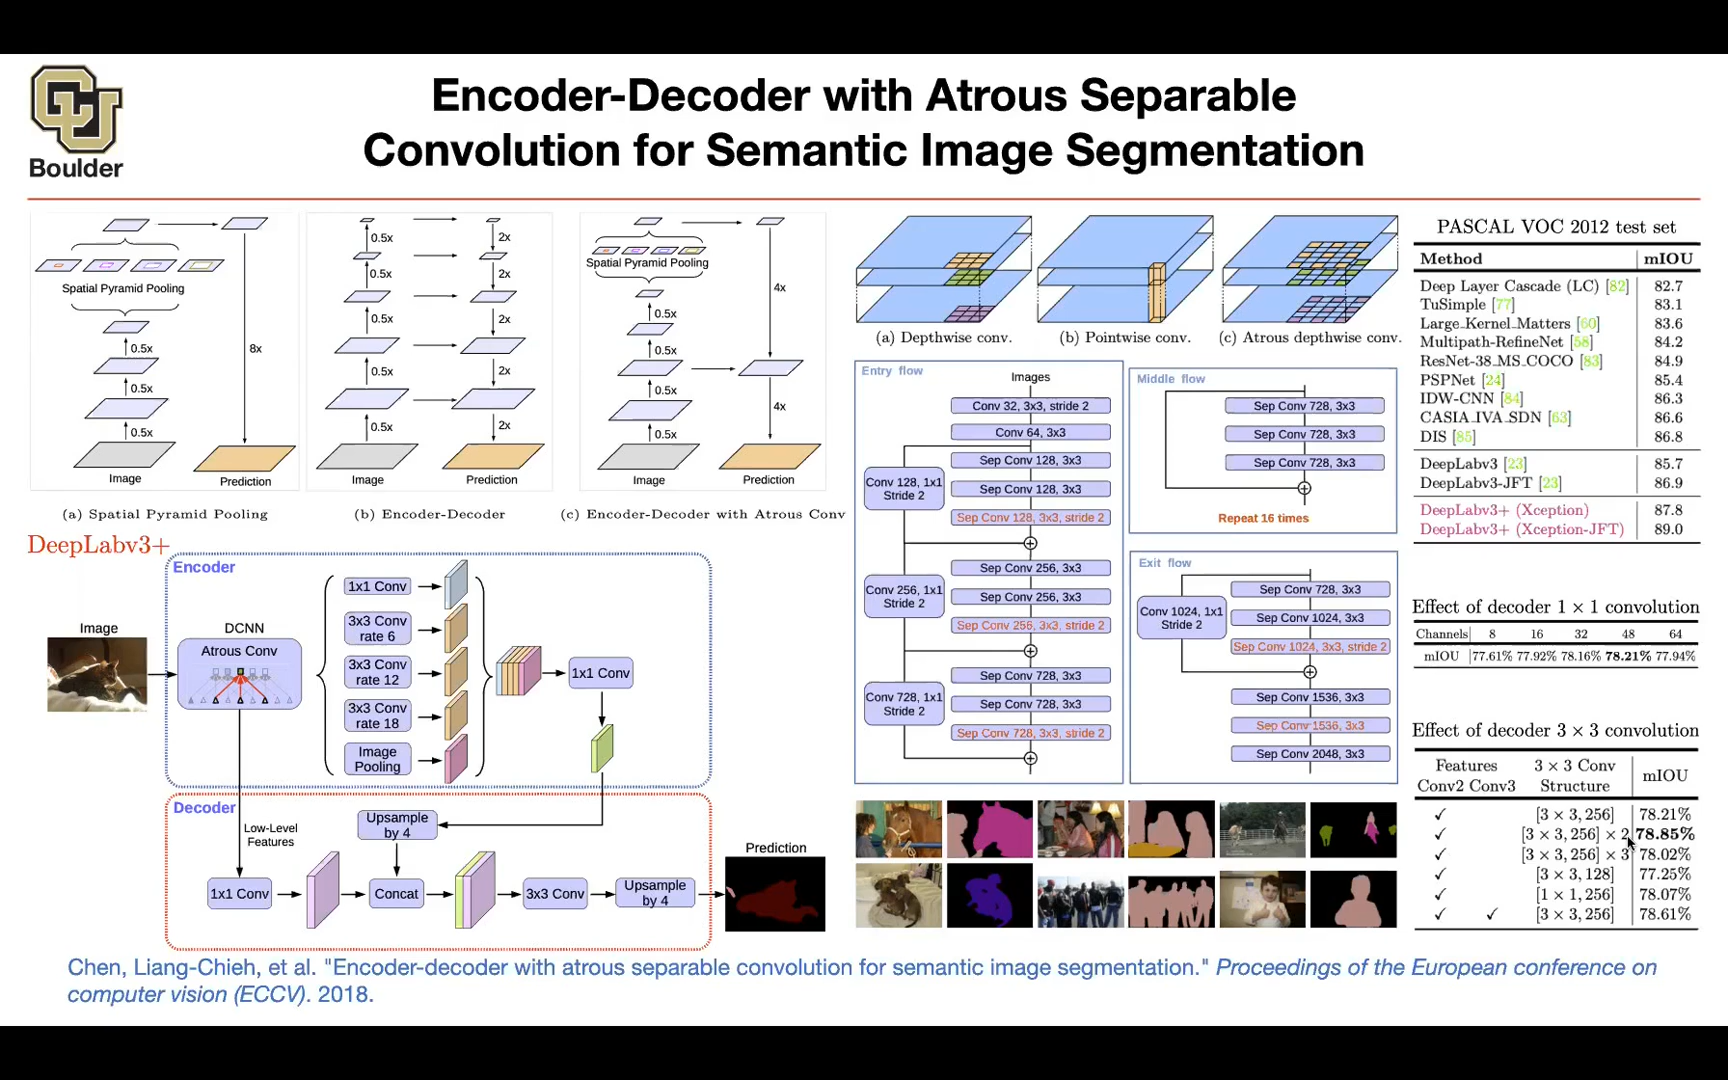 Boulder
Encoder-Decoder with Atrous Separable
Convolution for Semantic Image Segmentation
Spatial Pyramid Pooling
0.5x
0.5x
0.5x
0.5x
8x
Image
Prediction
(a) Spatial Pyramid Pooling
0.5x
0.5x
0.5x
0.5x
0.5x
2x
2x
2x
2x
2x
Image
Prediction
(b) Encoder-Decoder
Spatial Pyramid Pooling
0.5x
0.5x
0.5x
0.5x
4x
4x
Image
Prediction
(c) Encoder-Decoder with Atrous Conv
DeepLabv3+
Encoder
Image
DCNN
Atrous Conv
1x1 Conv
3x3 Conv
rate 6
3x3 Conv
rate 12
3x3 Conv
rate 18
Image
Pooling
1x1 Conv
Decoder
Low-Level
Features
Upsample
by 4
1x1 Conv
Concat
3x3 Conv
Upsample
by 4
Prediction
(a) Depthwise conv.
(b) Pointwise conv.
(c) Atrous depthwise conv.
Entry flow
Images
Conv 32, 3x3, stride 2
Conv 64, 3x3
Sep Conv 128, 3x3
Conv 128, 1x1
Stride 2
Sep Conv 128, 3x3
Sep Conv 128, 3x3, stride 2
Sep Conv 256, 3x3
Conv 256, 1x1
Stride 2
Sep Conv 256, 3x3
Sep Conv 256, 3x3, stride 2
Sep Conv 728, 3x3
Conv 728, 1x1
Stride 2
Sep Conv 728, 3x3
Sep Conv 728, 3x3, stride 2
Middle flow
Sep Conv 728, 3x3
Sep Conv 728, 3x3
Sep Conv 728, 3x3
Repeat 16 times
Exit flow
Sep Conv 728, 3x3
Conv 1024, 1x1
Stride 2
Sep Conv 1024, 3x3
Sep Conv 1024, 3x3, stride 2
Sep Conv 1536, 3x3
Sep Conv 1536, 3x3
Sep Conv 2048, 3x3
PASCAL VOC 2012 test set
Method mIOU
Deep Layer Cascade (LC) [82] 82.7
TuSimple [77] 83.1
Large_Kernel_Matters [60] 83.6
Multipath-RefineNet [58] 84.2
ResNet-38_MS_COCO [83] 84.9
PSPNet [24] 85.4
IDW-CNN [84] 86.3
CASIA_IVA_SDN [63] 86.6
DIS [85] 86.8
DeepLabv3 [23] 85.7
DeepLabv3-JFT [23] 86.9
DeepLabv3+ (Xception) 87.8
DeepLabv3+ (Xception-JFT) 89.0
Effect of decoder 1 × 1 convolution
Channels 8 16 32 48 64
mIOU 77.61% 77.92% 78.16% 78.21% 77.94%
Effect of decoder 3 × 3 convolution
Features 3 × 3 Conv mIOU
Conv2 Conv3 Structure
✓ [3 × 3, 256] 78.21%
✓ [3 × 3, 256] × 2 78.85%
✓ [3 × 3, 256] × 3 78.02%
✓ [3 × 3, 128] 77.25%
✓ [1 × 1, 256] 78.07%
✓ ✓ [3 × 3, 256] 78.61%
Chen, Liang-Chieh, et al. "Encoder-decoder with atrous separable convolution for semantic image segmentation." Proceedings of the European conference on
computer vision (ECCV). 2018.